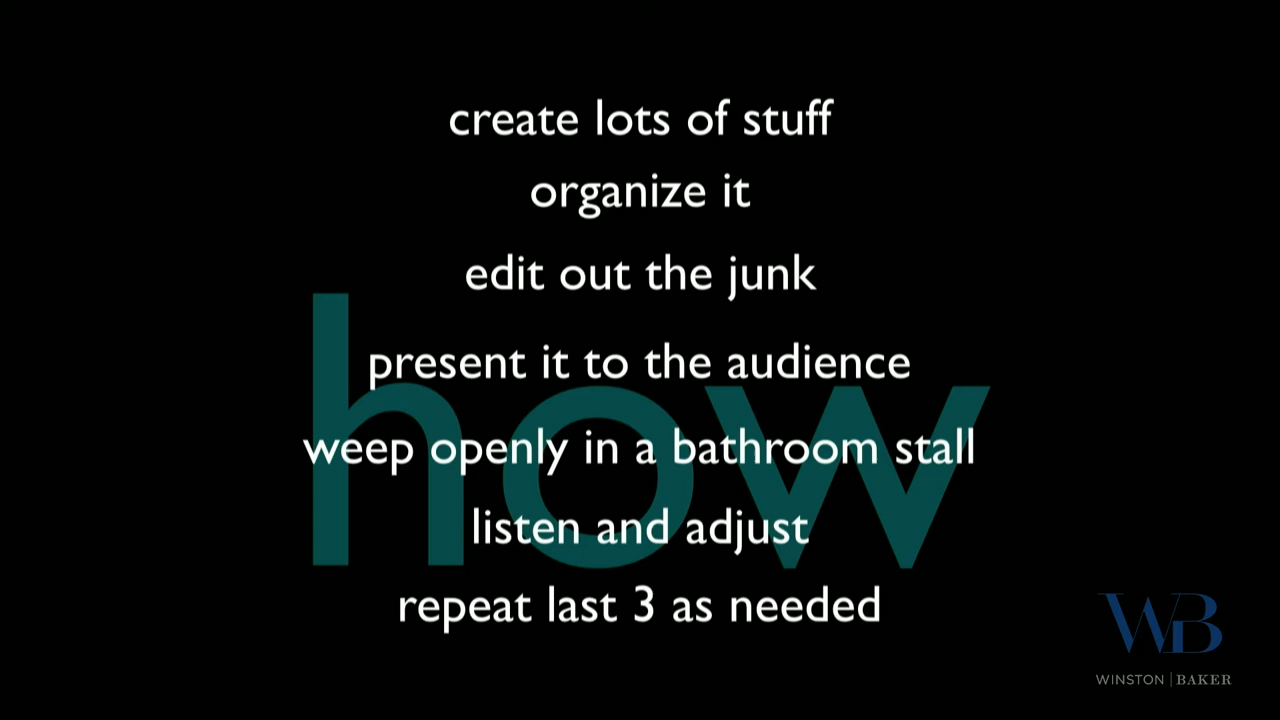 create lots of stuff
organize it
edit out the junk
present it to the audience
how
weep openly in a bathroom stall
listen and adjust
repeat last 3 as needed
WB
WINSTON | BAKER